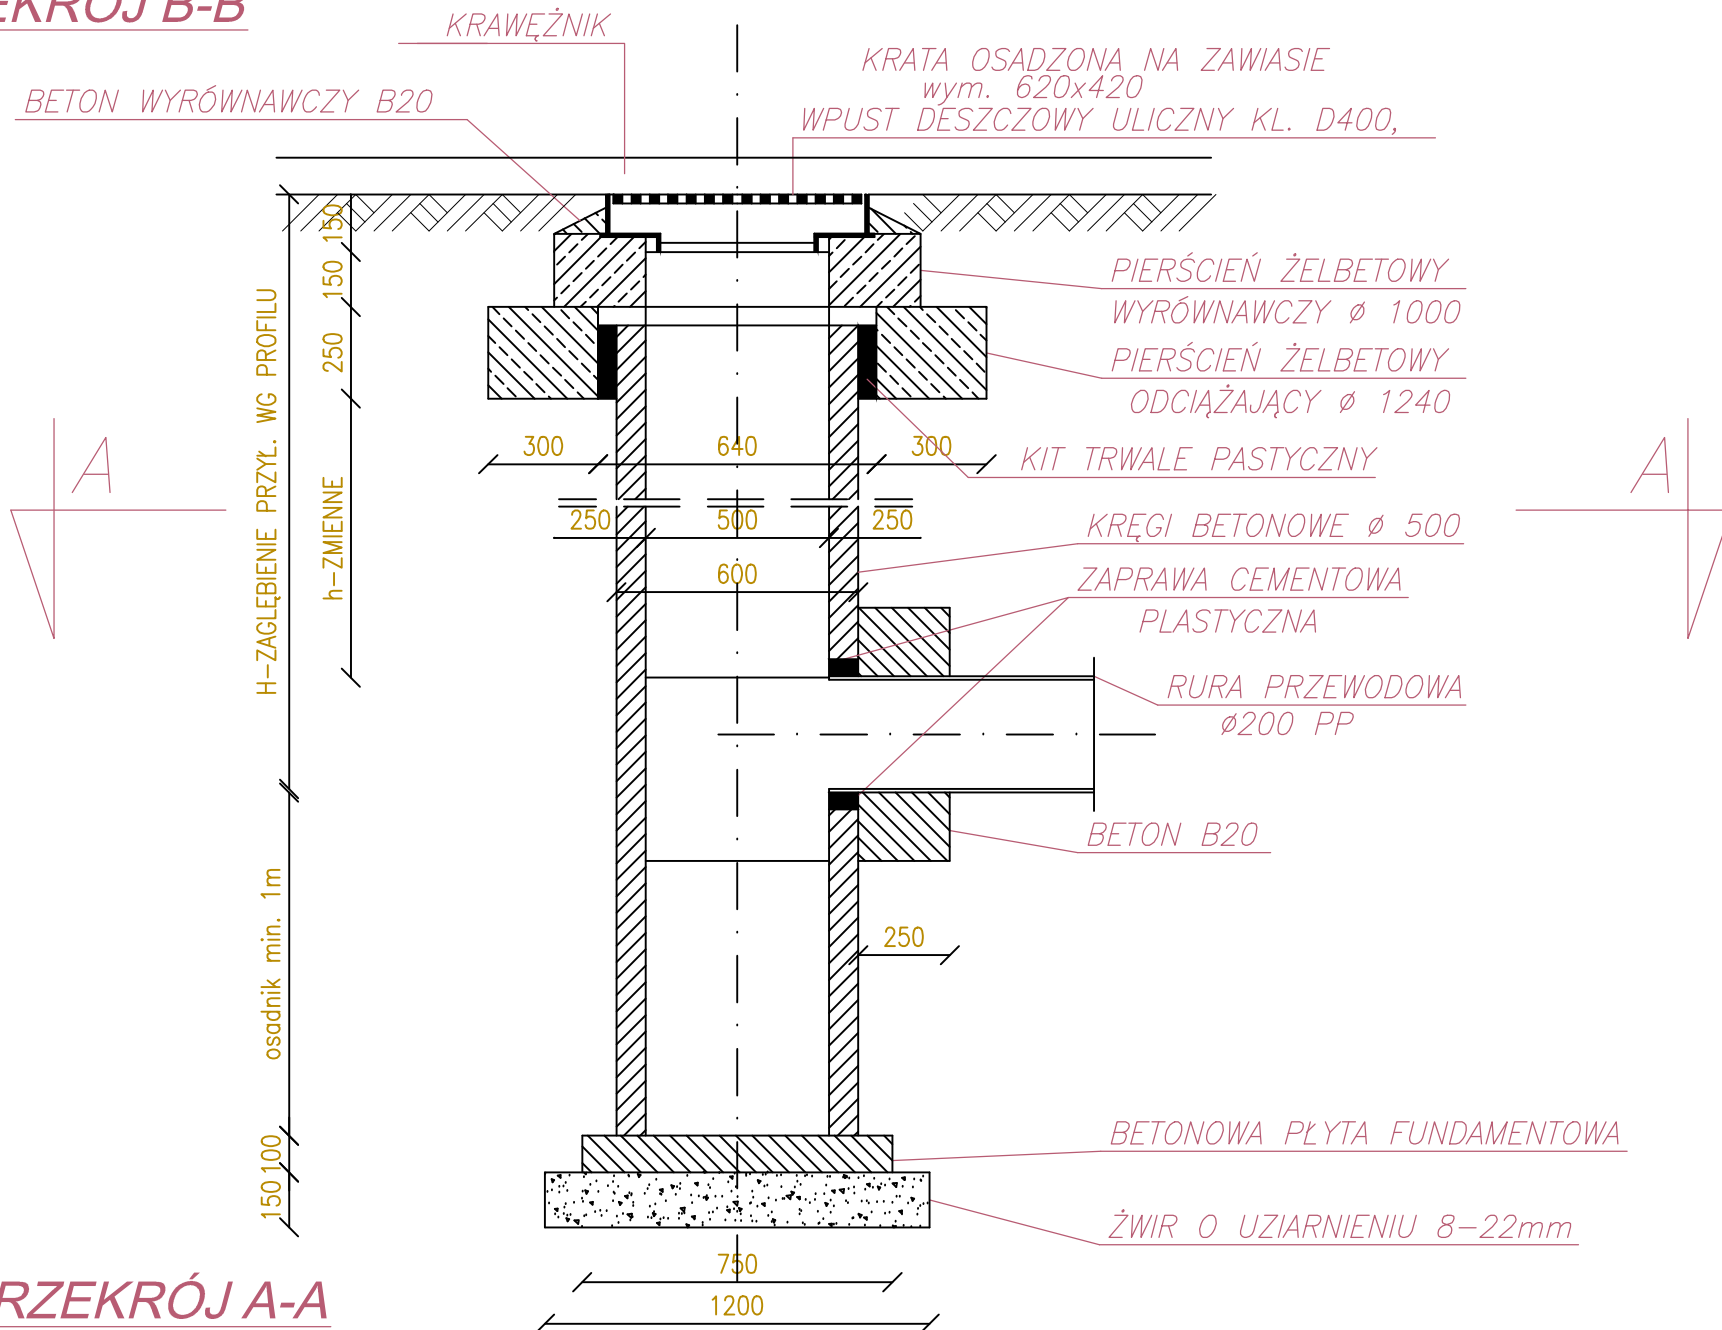 EKRÓJ B-B
KRAWĘŻNIK
KRATA OSADZONA NA ZAWIASIE
wym. 620x420
BETON WYRÓWNAWCZY B20
WPUST DESZCZOWY ULICZNY KL. D400,
150
150
250
H-ZAGŁĘBIENIE PRZYŁ. WG PROFILU
h-ZMIENNE
PIERŚCIEŃ ŻELBETOWY
WYRÓWNAWCZY ø 1000
PIERŚCIEŃ ŻELBETOWY
ODCIĄŻAJĄCY ø 1240
300
640
300
KIT TRWALE PASTYCZNY
A
A
250
500
250
KRĘGI BETONOWE ø 500
600
ZAPRAWA CEMENTOWA
PLASTYCZNA
RURA PRZEWODOWA
ø200 PP
BETON B20
osadnik min. 1m
250
100
150
BETONOWA PŁYTA FUNDAMENTOWA
ŻWIR O UZIARNIENIU 8-22mm
750
1200
RZEKRÓJ A-A